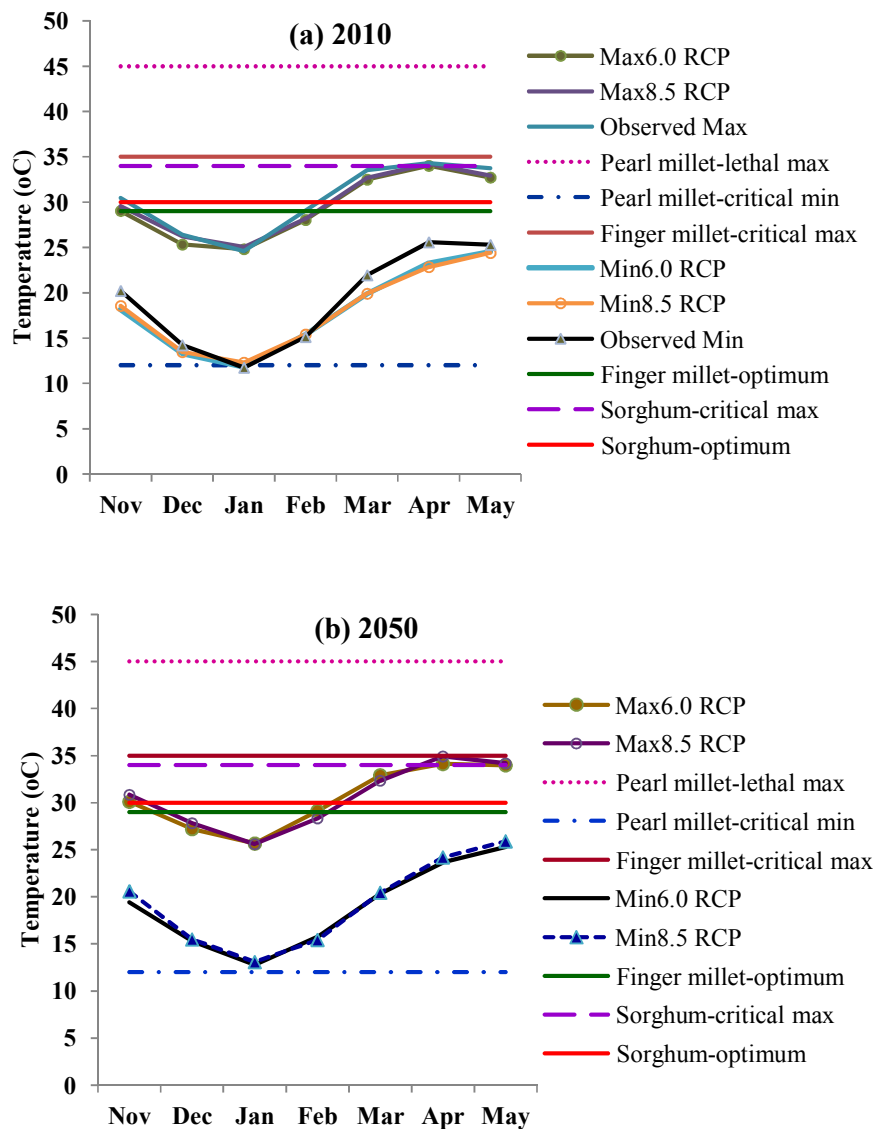 (a) 2010
Temperature (oC)
50
45
40
35
30
25
20
15
10
5
0
Nov Dec Jan Feb Mar Apr May
Max6.0 RCP
Max8.5 RCP
Observed Max
Pearl millet-lethal max
Pearl millet-critical min
Finger millet-critical max
Min6.0 RCP
Min8.5 RCP
Observed Min
Finger millet-optimum
Sorghum-critical max
Sorghum-optimum
(b) 2050
Temperature (oC)
50
45
40
35
30
25
20
15
10
5
0
Nov Dec Jan Feb Mar Apr May
Max6.0 RCP
Max8.5 RCP
Pearl millet-lethal max
Pearl millet-critical min
Finger millet-critical max
Min6.0 RCP
Min8.5 RCP
Finger millet-optimum
Sorghum-critical max
Sorghum-optimum